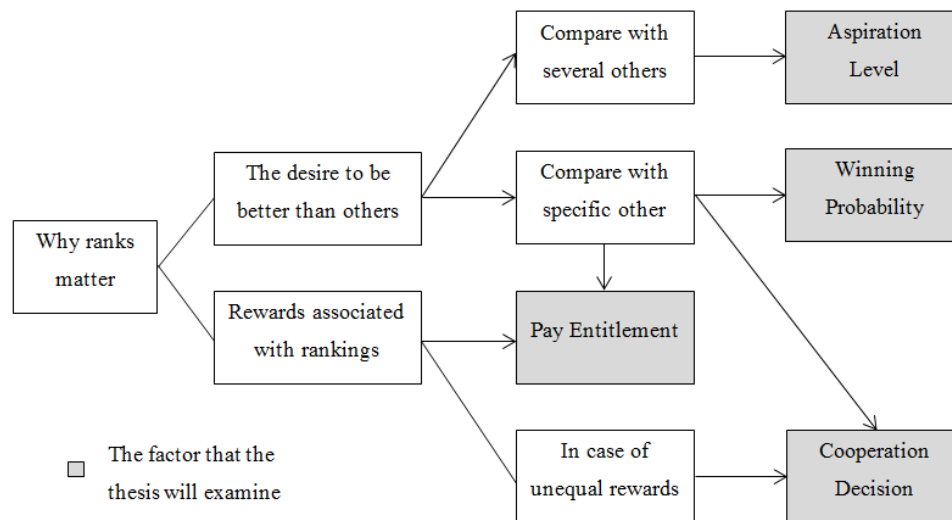 Why ranks
matter
The desire to be
better than others
Rewards associated
with rankings
Compare with
several others
Compare with
specific other
Pay Entitlement
In case of
unequal rewards
Aspiration
Level
Winning
Probability
Cooperation
Decision
The factor that the
thesis will examine